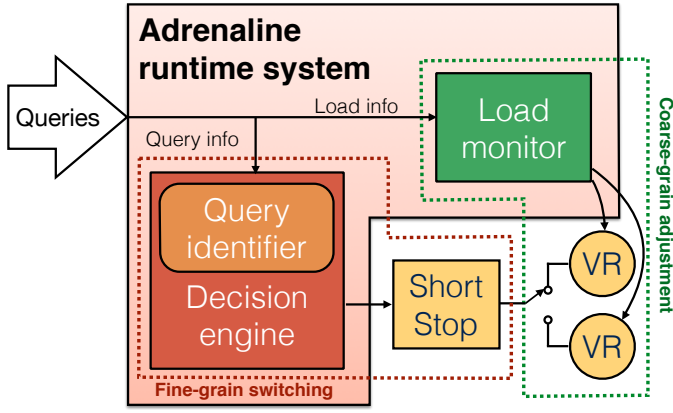 Adrenaline
runtime system
Queries
Load info
Query info
Load
monitor
Coarse-grain adjustment
Query
identifier
Decision
engine
Short
Stop
VR
VR
Fine-grain switching